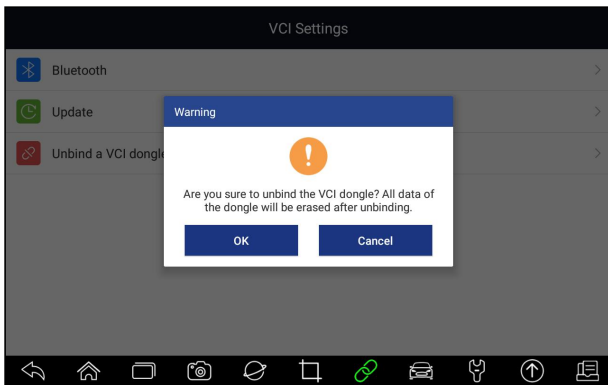 VCI Settings
Bluetooth
Update
Unbind a VCI dongle
Warning
Are you sure to unbind the VCI dongle? All data of
the dongle will be erased after unbinding.
OK
Cancel